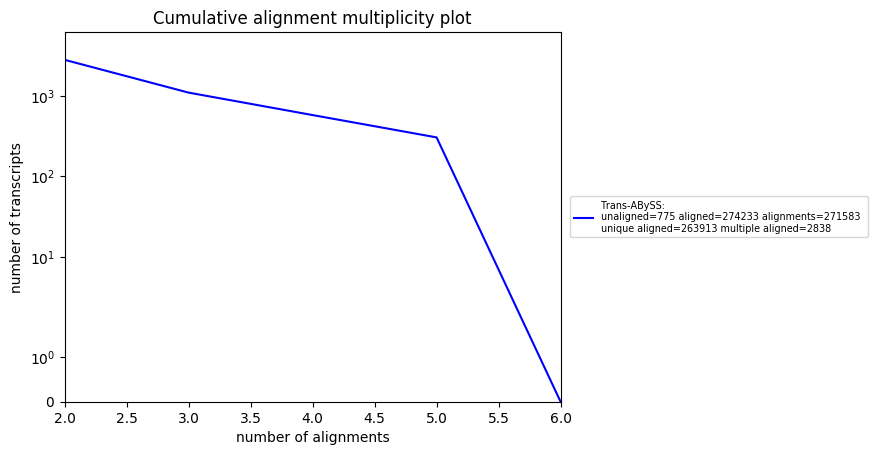 Cumulative alignment multiplicity plot
number of transcripts
10³
10²
10¹
10⁰
0
2.0 2.5 3.0 3.5 4.0 4.5 5.0 5.5 6.0
number of alignments
Trans-ABySS:
unaligned=775 aligned=274233 alignments=271583
unique aligned=263913 multiple aligned=2838